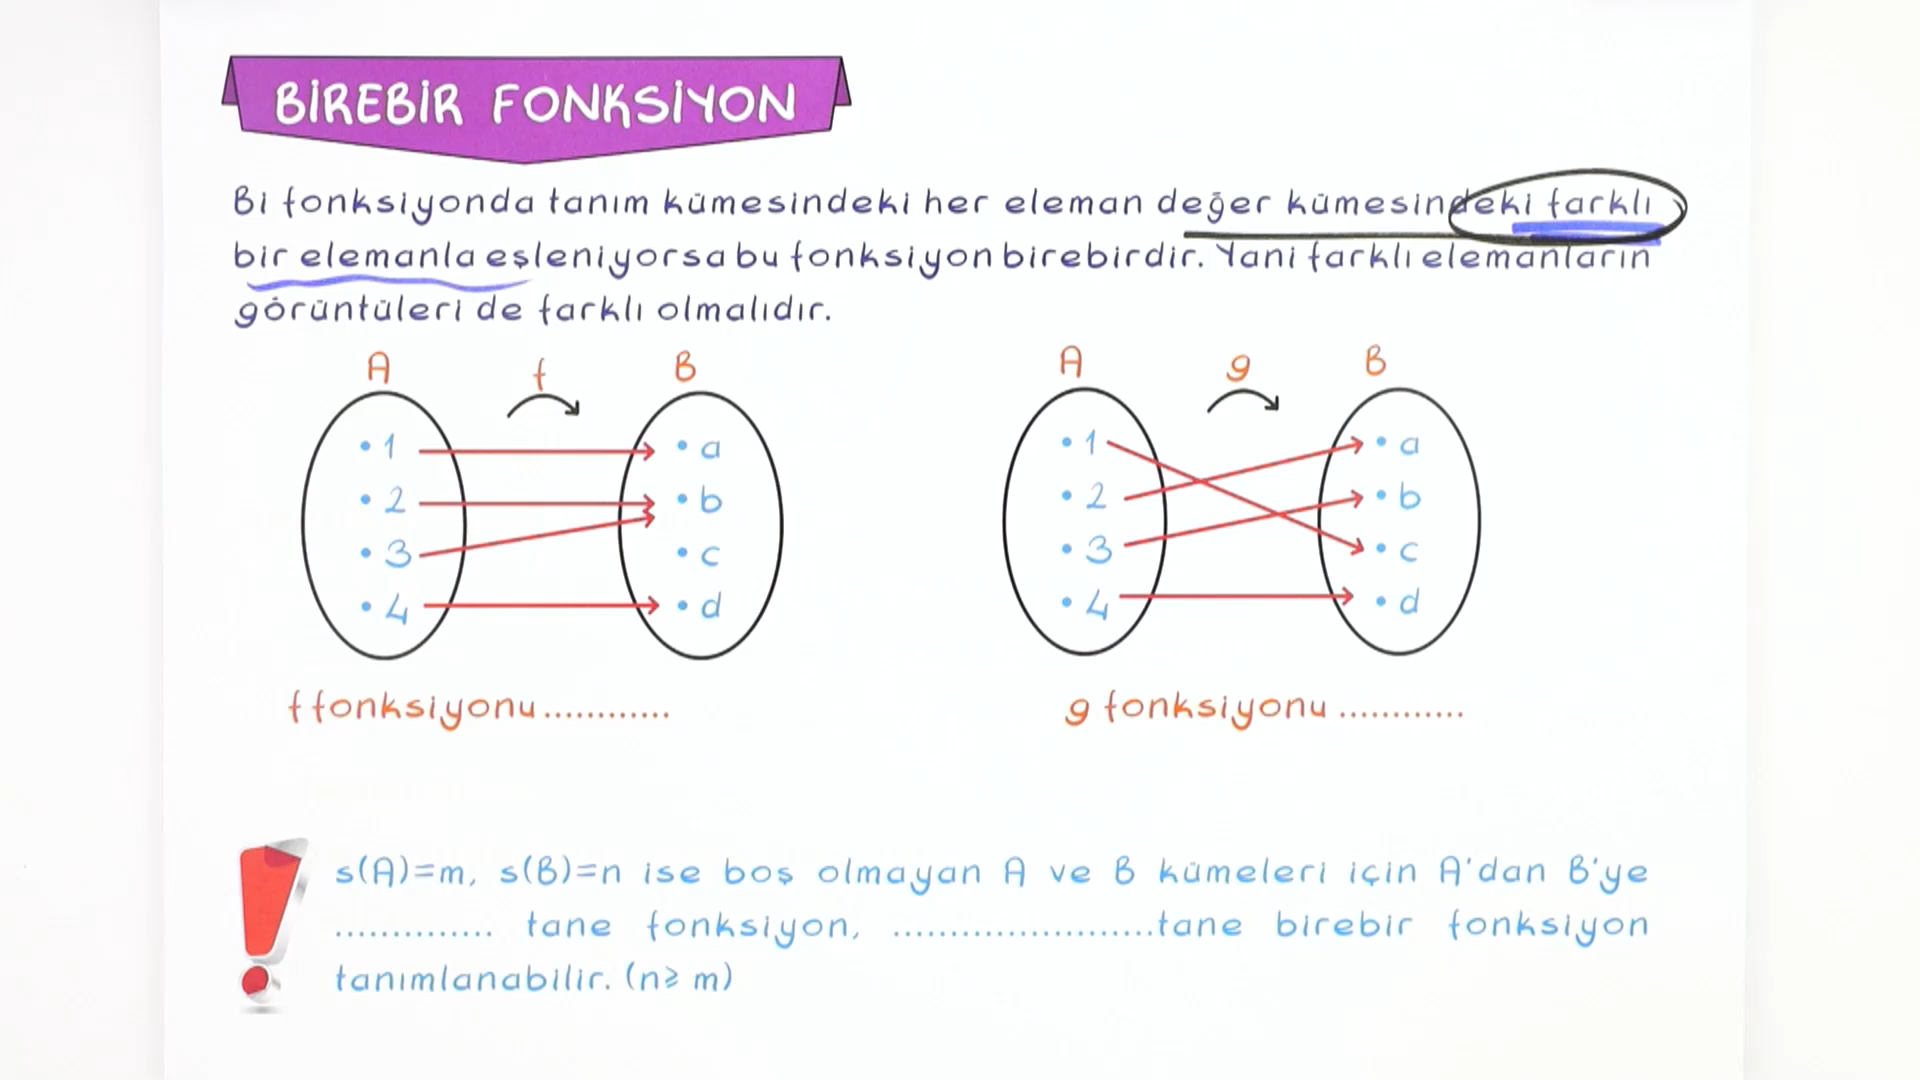 BİREBİR FONKSİYON
Bi fonksiyonda tanım kümesindeki her eleman değer kümesindeki farklı
bir elemanla eşleniyorsa bu fonksiyon birebirdir. Yani farklı elemanların
görüntüleri de farklı olmalıdır.
A f B
• 1 • a
• 2 • b
• 3 • c
• 4 • d
f fonksiyonu............
A g B
• 1 • a
• 2 • b
• 3 • c
• 4 • d
g fonksiyonu ............
s(A)=m, s(B)=n ise boş olmayan A ve B kümeleri için A'dan B'ye
.............. tane fonksiyon, .......................tane birebir fonksiyon
tanımlanabilir. (n≥ m)